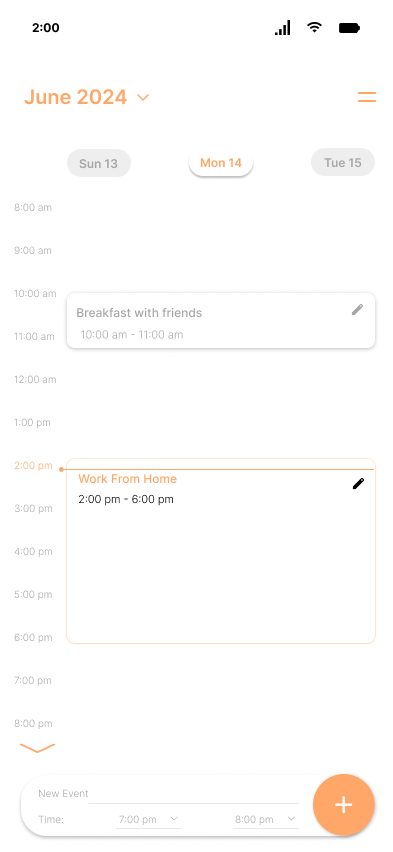 2:00
June 2024
Sun 13
Mon 14
Tue 15
8:00 am
9:00 am
10:00 am
Breakfast with friends
10:00 am - 11:00 am
11:00 am
12:00 am
1:00 pm
2:00 pm
Work From Home
2:00 pm - 6:00 pm
3:00 pm
4:00 pm
5:00 pm
6:00 pm
7:00 pm
8:00 pm
New Event
Time:
7:00 pm
8:00 pm